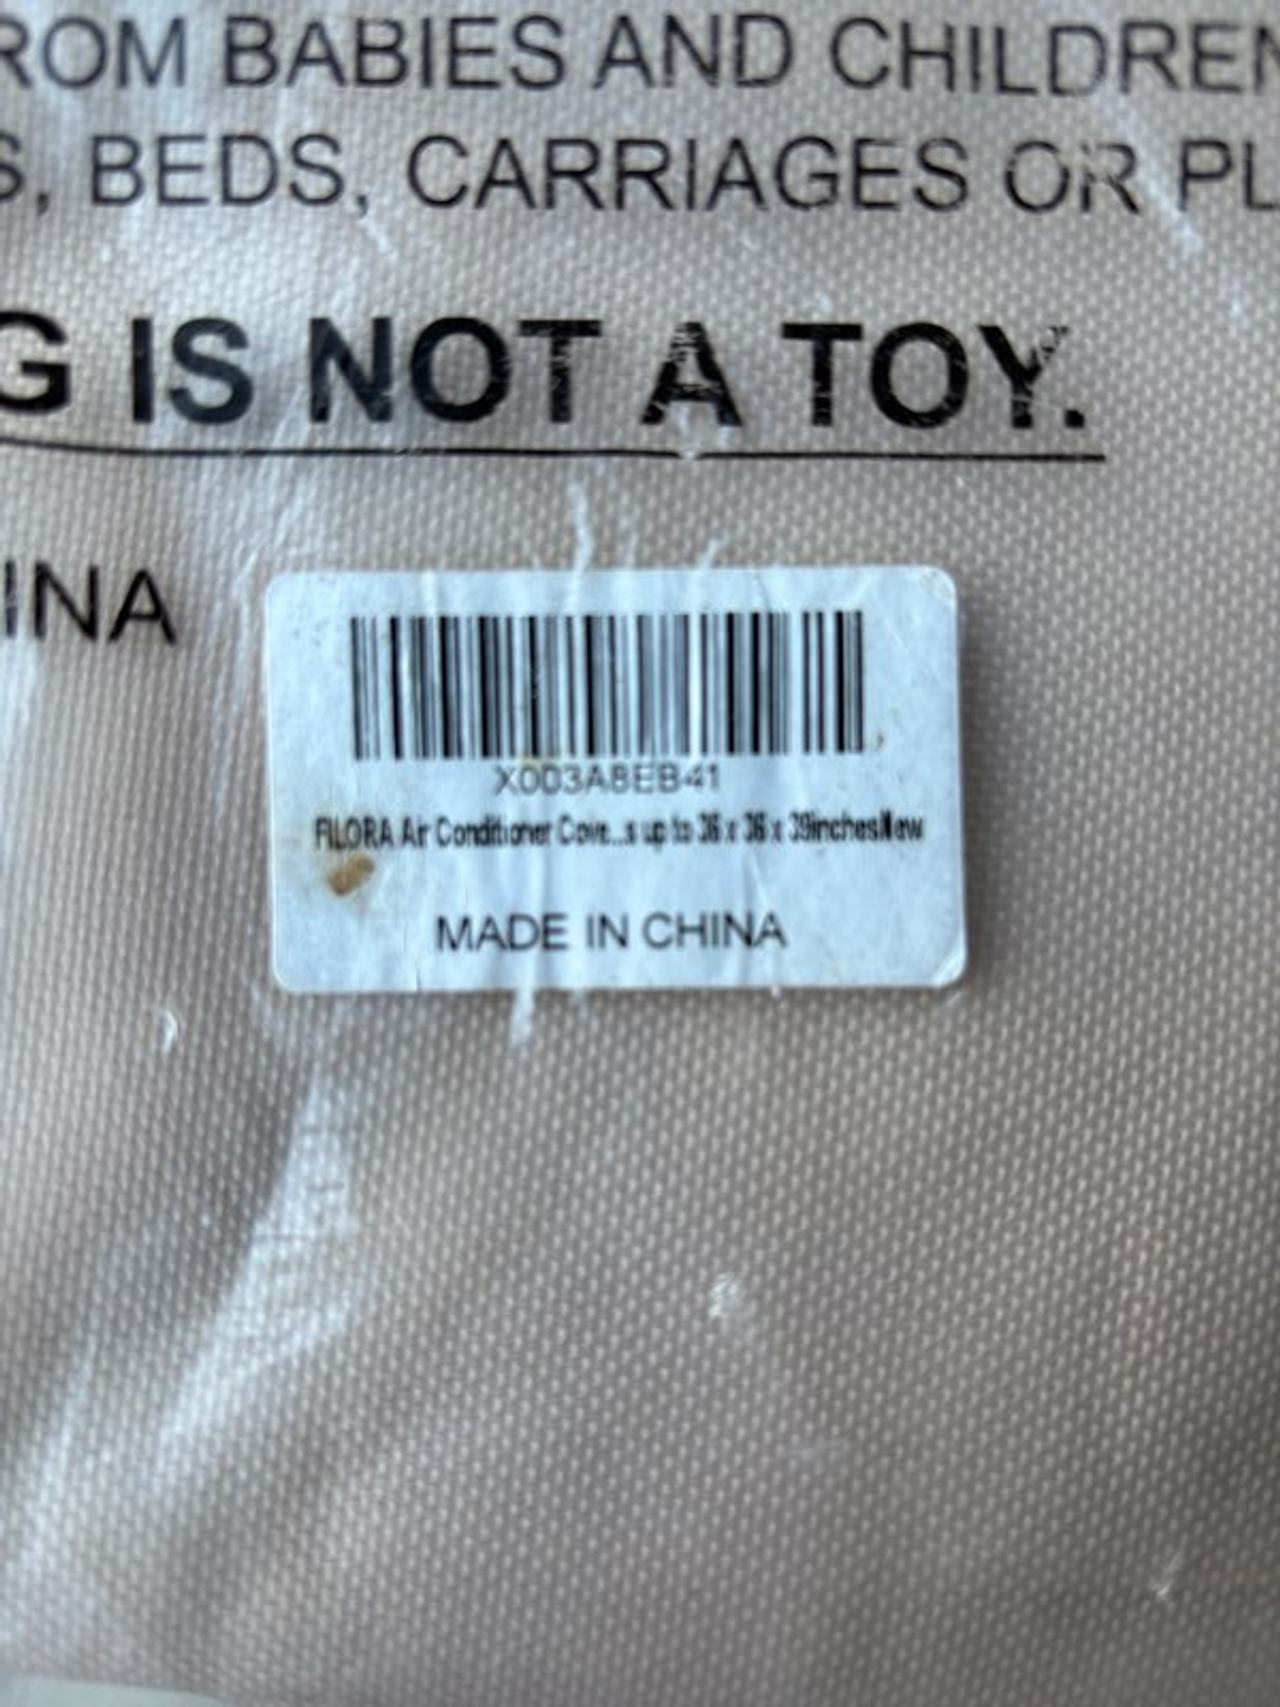 ROM BABIES AND CHILDREN
S, BEDS, CARRIAGES OR PL
G IS NOT A TOY.
INA
X003A8EB41
FILORA Air Conditioner Cove...s up to 36 x 36 x 39inchesNew
MADE IN CHINA